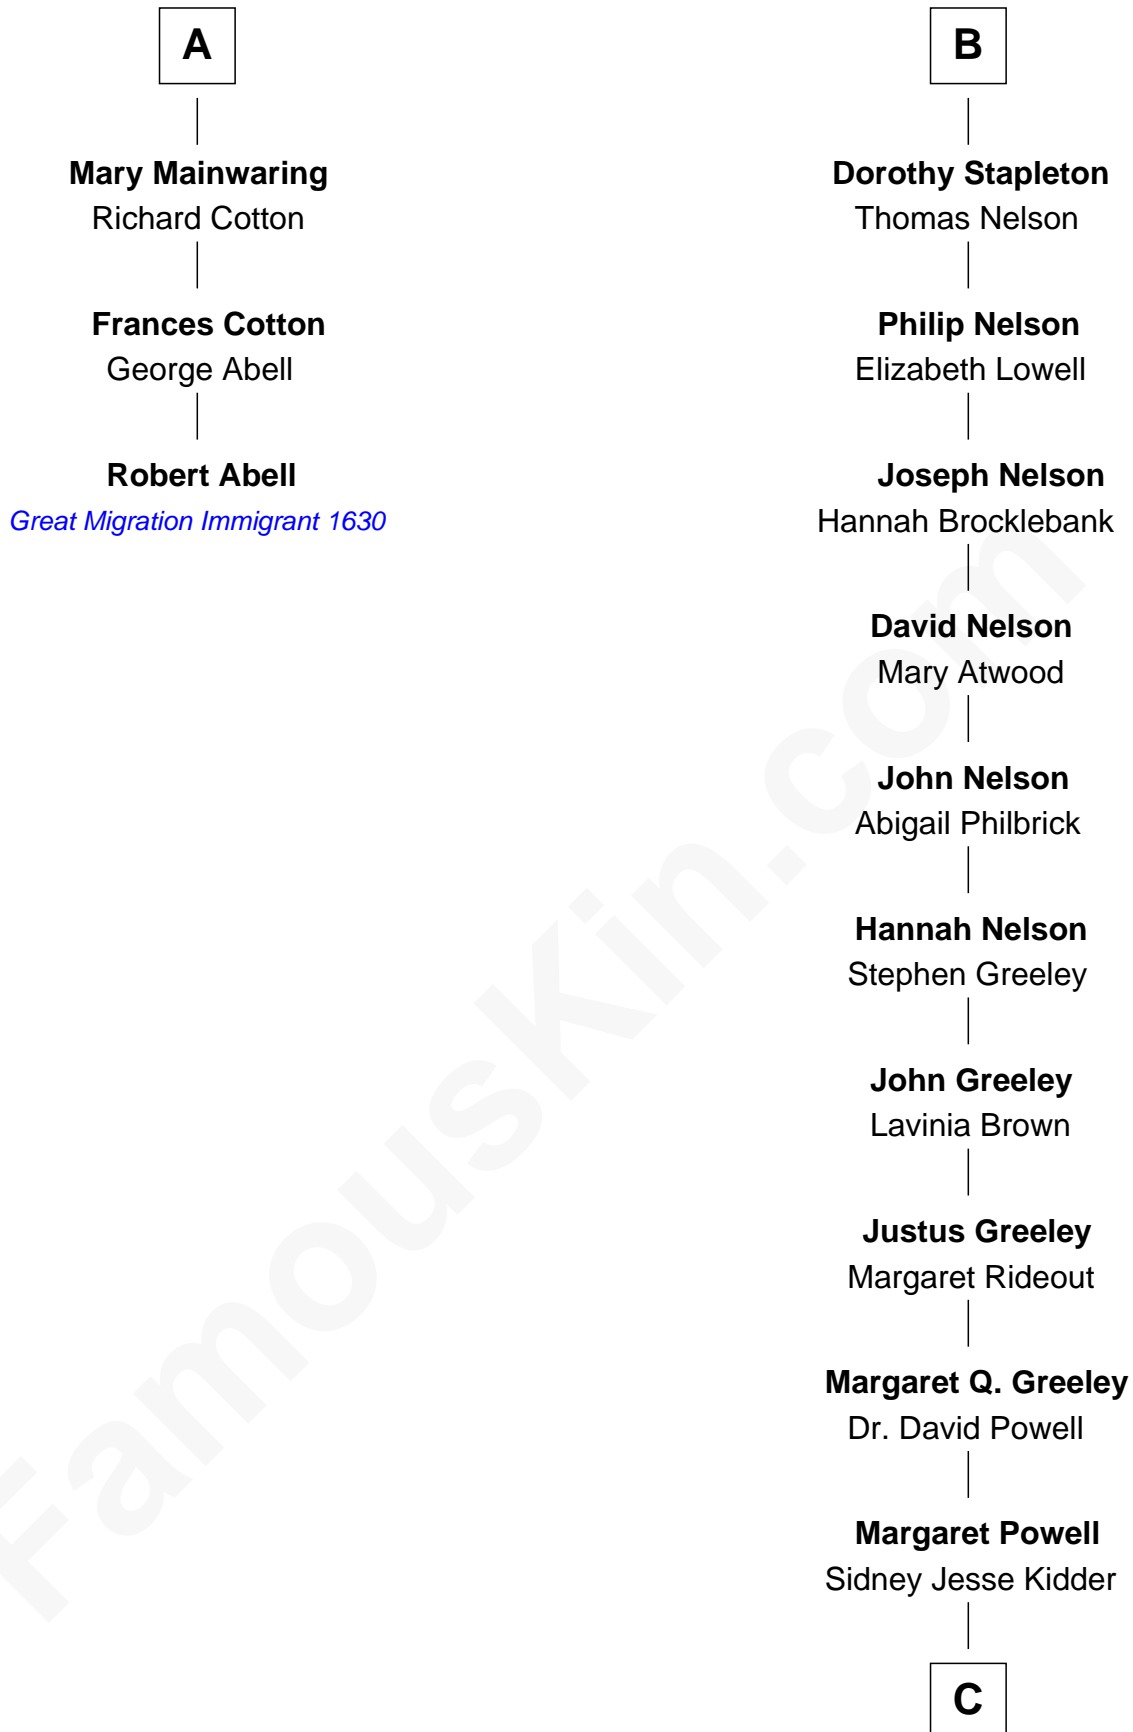 A
Mary Mainwaring
Richard Cotton
Frances Cotton
George Abell
Robert Abell
Great Migration Immigrant 1630
B
Dorothy Stapleton
Thomas Nelson
Philip Nelson
Elizabeth Lowell
Joseph Nelson
Hannah Brocklebank
David Nelson
Mary Atwood
John Nelson
Abigail Philbrick
Hannah Nelson
Stephen Greeley
John Greeley
Lavinia Brown
Justus Greeley
Margaret Rideout
Margaret Q. Greeley
Dr. David Powell
Margaret Powell
Sidney Jesse Kidder
C
FamousKin.com